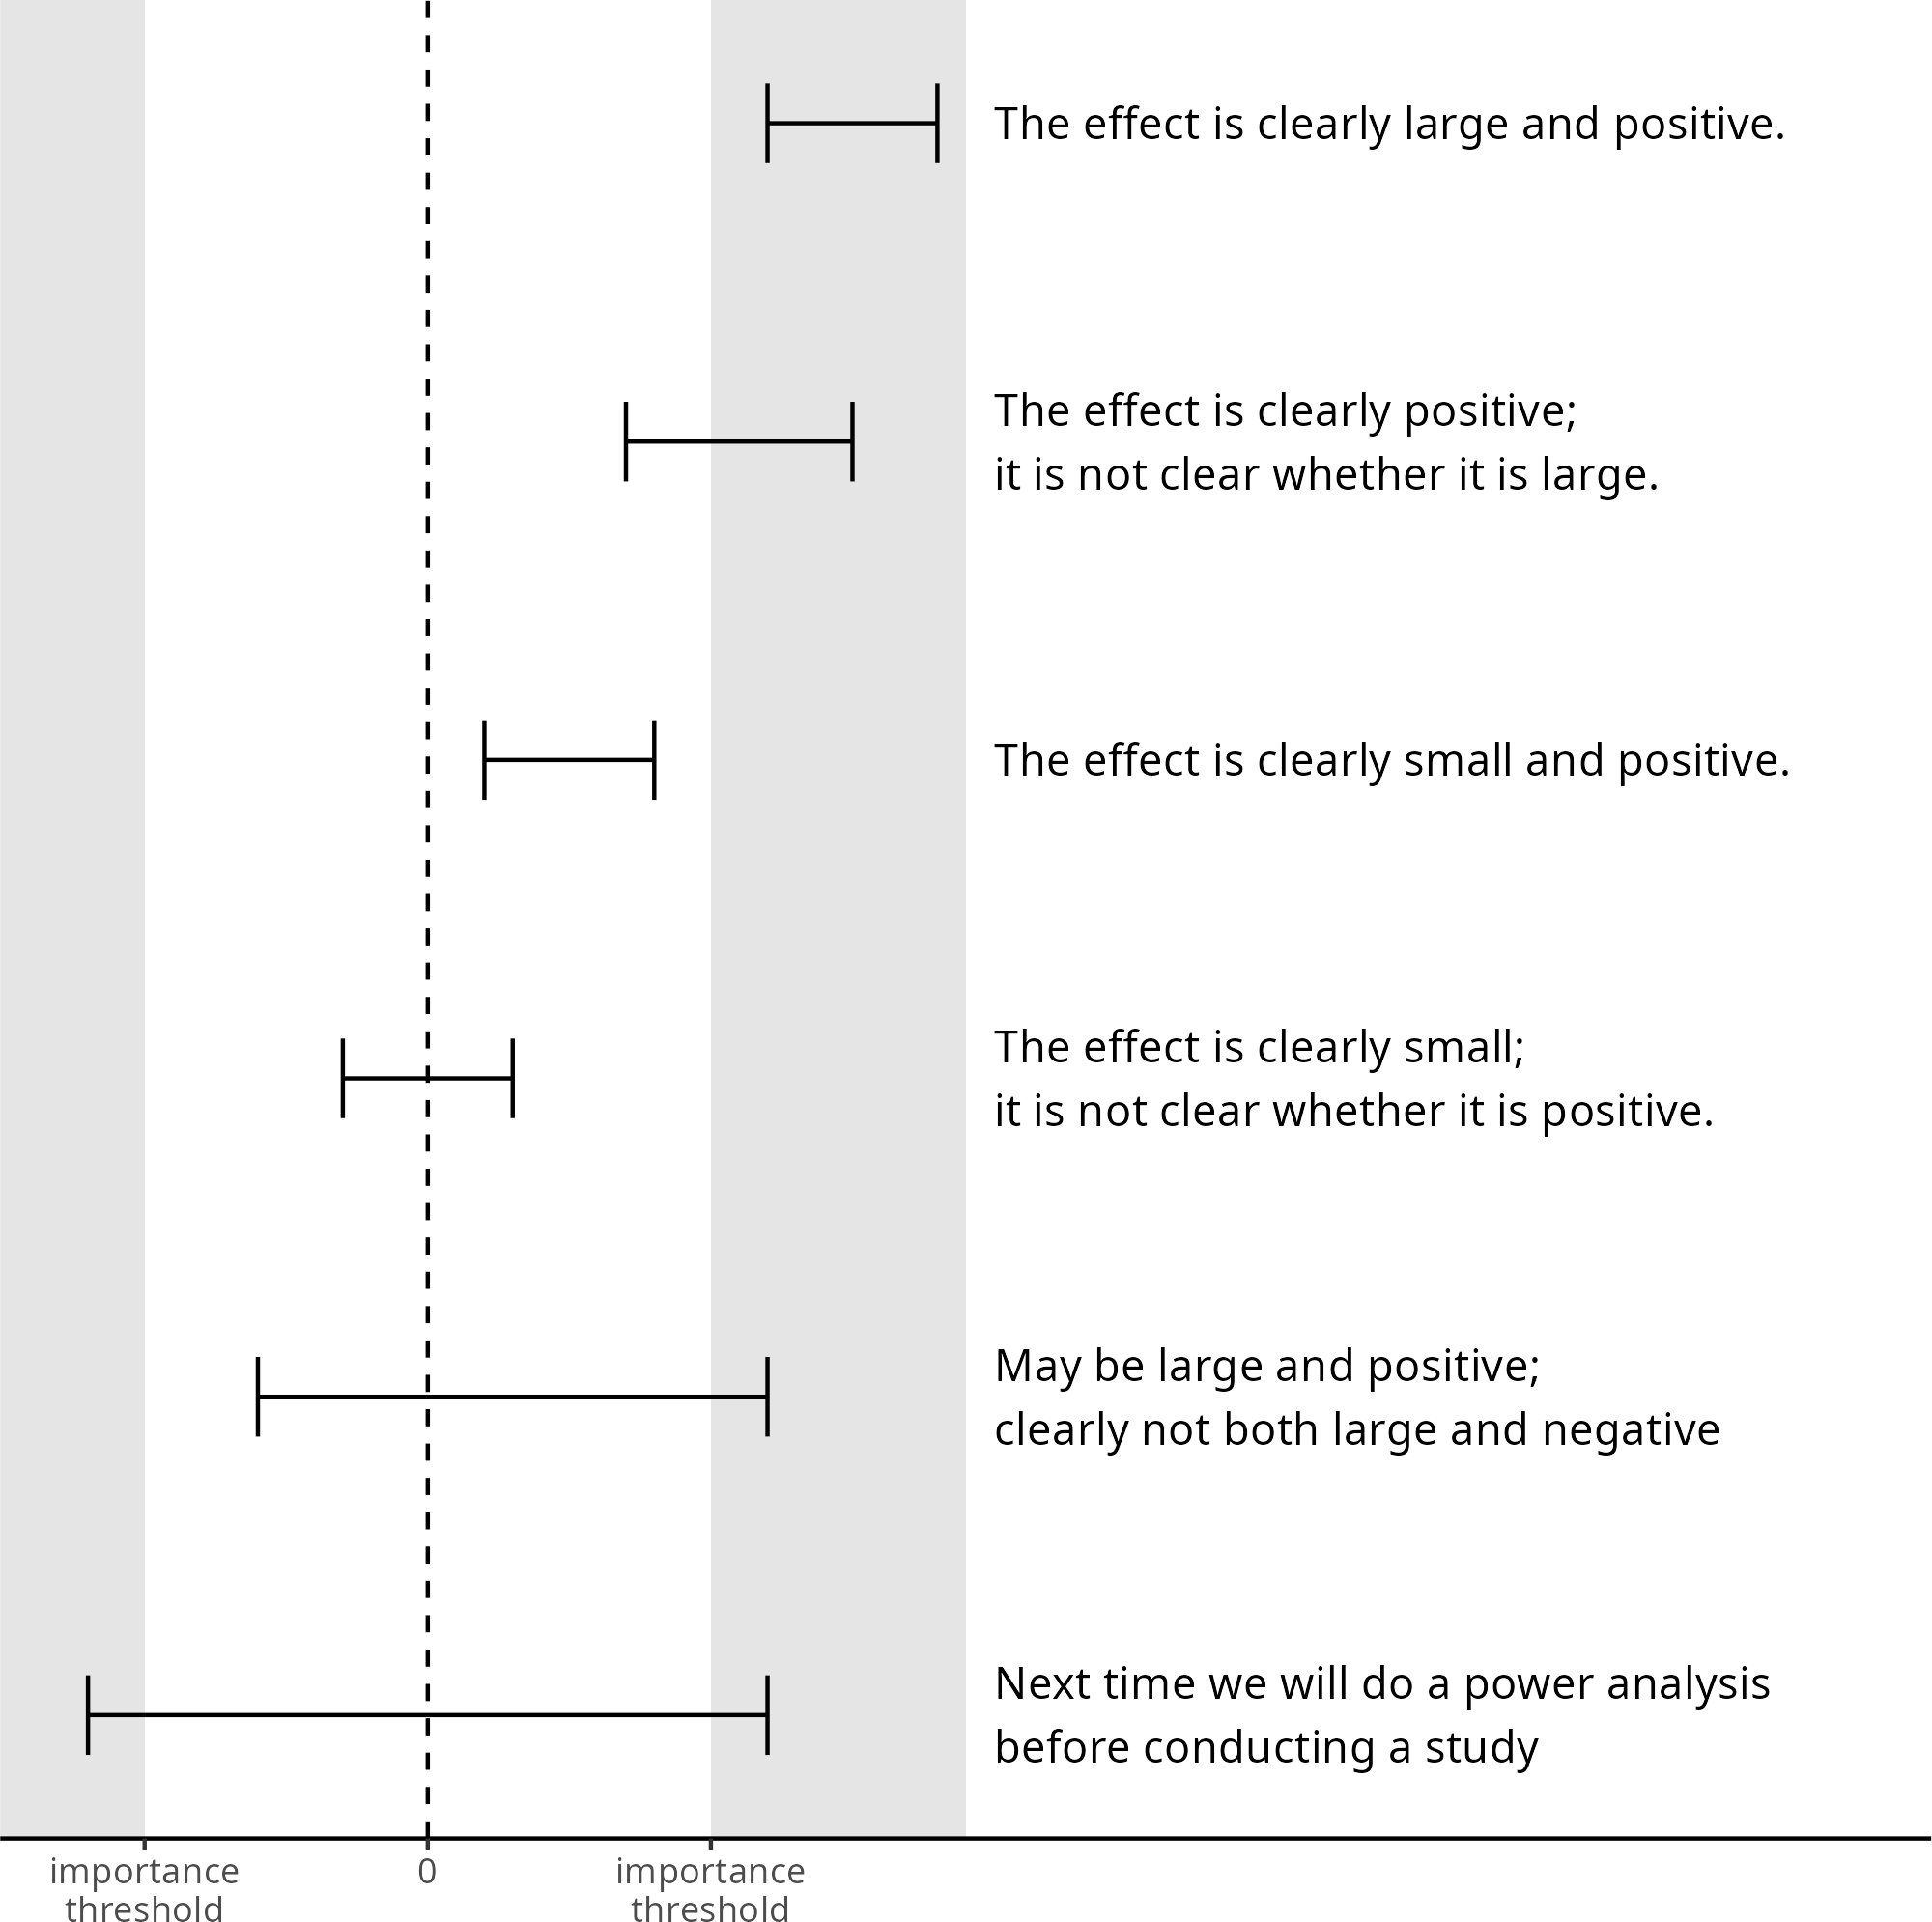 The effect is clearly large and positive.
The effect is clearly positive;
it is not clear whether it is large.
The effect is clearly small and positive.
The effect is clearly small;
it is not clear whether it is positive.
May be large and positive;
clearly not both large and negative
Next time we will do a power analysis
before conducting a study
importance
threshold
0
importance
threshold